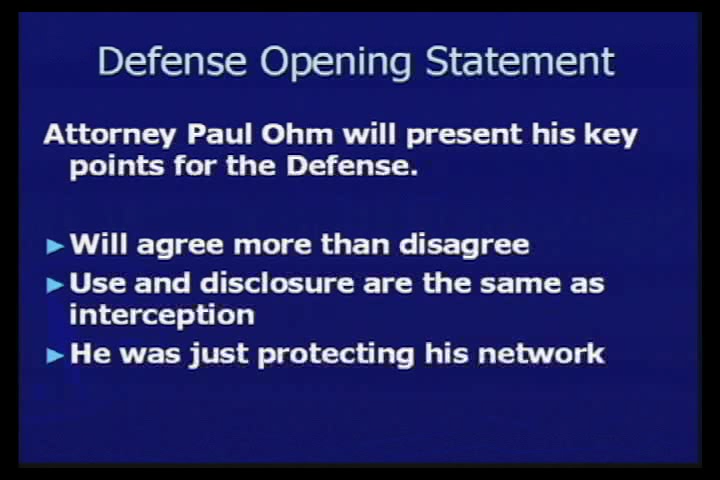 Defense Opening Statement
Attorney Paul Ohm will present his key
points for the Defense.
► Will agree more than disagree
► Use and disclosure are the same as
interception
► He was just protecting his network